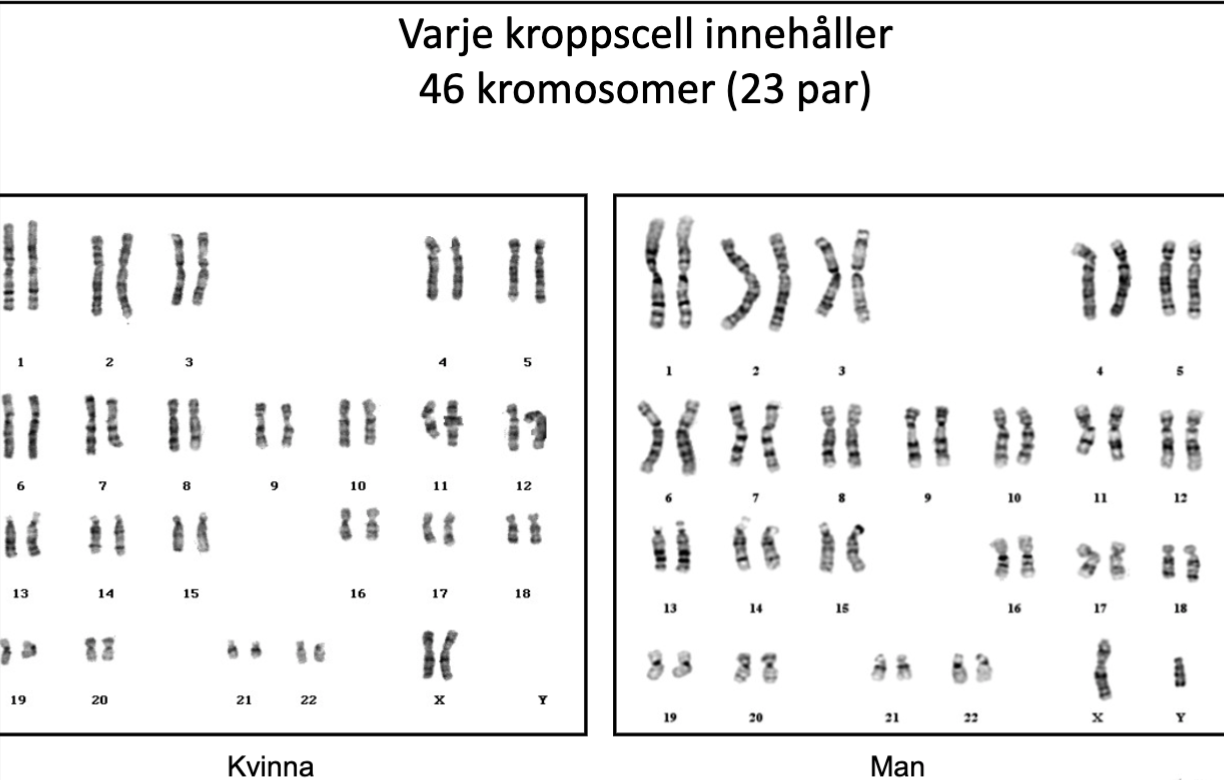 Varje kroppscell innehåller
46 kromosomer (23 par)
1 2 3 4 5
6 7 8 9 10 11 12
13 14 15 16 17 18
19 20 21 22 X Y
Kvinna
1 2 3 4 5
6 7 8 9 10 11 12
13 14 15 16 17 18
19 20 21 22 X Y
Man